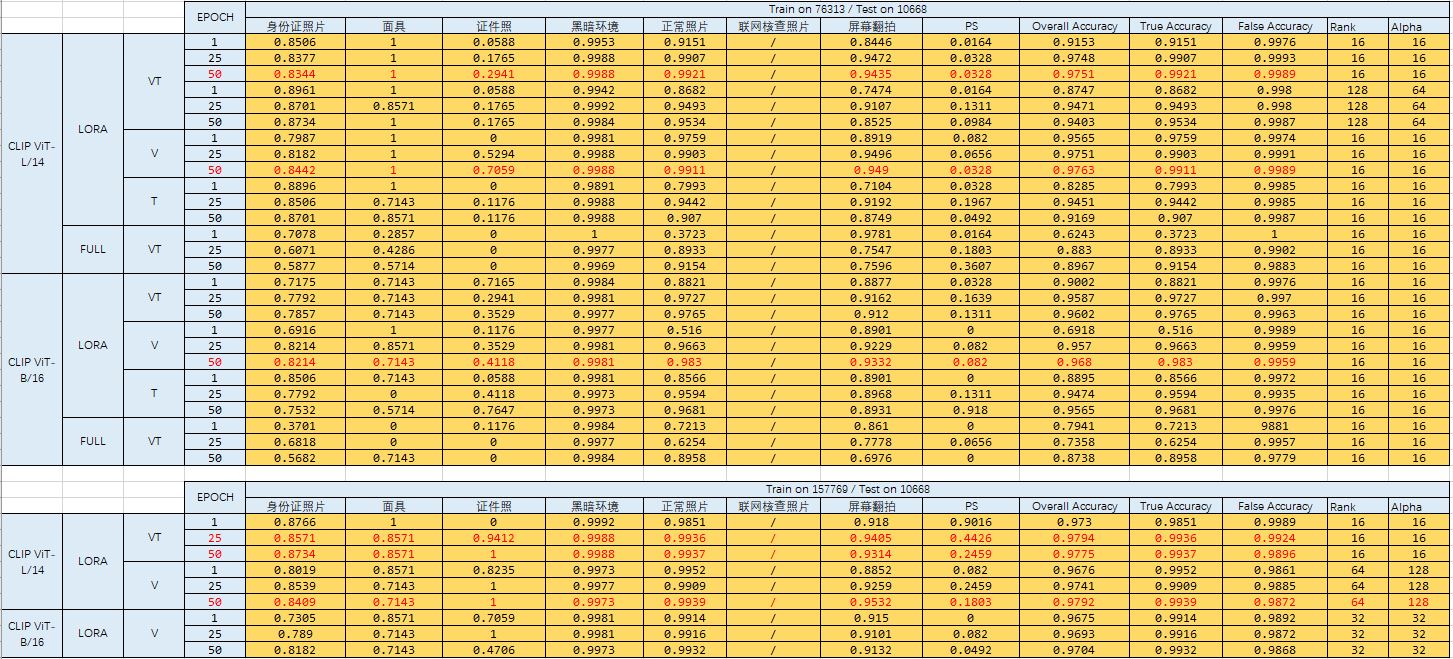 EPOCH Train on 76313 / Test on 10668
身份证照片 面具 证件照 黑暗环境 正常照片 联网核查照片 屏幕翻拍 PS Overall Accuracy True Accuracy False Accuracy Rank Alpha
CLIP ViT-L/14 LORA VT 1 0.8506 1 0.0588 0.9953 0.9151 / 0.8446 0.0164 0.9153 0.9151 0.9976 16 16
25 0.8377 1 0.1765 0.9988 0.9907 / 0.9472 0.0328 0.9748 0.9907 0.9993 16 16
50 0.8344 1 0.2941 0.9988 0.9921 / 0.9435 0.0328 0.9751 0.9921 0.9989 16 16
1 0.8961 1 0.0588 0.9942 0.8682 / 0.7474 0.0164 0.8747 0.8682 0.998 128 64
25 0.8701 0.8571 0.1765 0.9992 0.9493 / 0.9107 0.1311 0.9471 0.9493 0.998 128 64
50 0.8734 1 0.1765 0.9984 0.9534 / 0.8525 0.0984 0.9403 0.9534 0.9987 128 64
V 1 0.7987 1 0 0.9981 0.9759 / 0.8919 0.082 0.9565 0.9759 0.9974 16 16
25 0.8182 1 0.5294 0.9988 0.9903 / 0.9496 0.0656 0.9751 0.9903 0.9991 16 16
50 0.8442 1 0.7059 0.9988 0.9911 / 0.949 0.0328 0.9763 0.9911 0.9989 16 16
T 1 0.8896 1 0 0.9891 0.7993 / 0.7104 0.0328 0.8285 0.7993 0.9985 16 16
25 0.8506 0.7143 0.1176 0.9988 0.9442 / 0.9192 0.1967 0.9451 0.9442 0.9985 16 16
50 0.8701 0.8571 0.1176 0.9988 0.907 / 0.8749 0.0492 0.9169 0.907 0.9987 16 16
FULL VT 1 0.7078 0.2857 0 1 0.3723 / 0.9781 0.0164 0.6243 0.3723 1 16 16
25 0.6071 0.4286 0 0.9977 0.8933 / 0.7547 0.1803 0.883 0.8933 0.9902 16 16
50 0.5877 0.5714 0 0.9969 0.9154 / 0.7596 0.3607 0.8967 0.9154 0.9883 16 16
CLIP ViT-B/16 LORA VT 1 0.7175 0.7143 0.7165 0.9984 0.8821 / 0.8877 0.0328 0.9002 0.8821 0.9976 16 16
25 0.7792 0.7143 0.2941 0.9981 0.9727 / 0.9162 0.1639 0.9587 0.9727 0.997 16 16
50 0.7857 0.7143 0.3529 0.9977 0.9765 / 0.912 0.1311 0.9602 0.9765 0.9963 16 16
V 1 0.6916 1 0.1176 0.9977 0.516 / 0.8901 0 0.6918 0.516 0.9989 16 16
25 0.8214 0.8571 0.3529 0.9981 0.9663 / 0.9229 0.082 0.957 0.9663 0.9959 16 16
50 0.8214 0.7143 0.4118 0.9981 0.983 / 0.9332 0.082 0.968 0.983 0.9959 16 16
T 1 0.8506 0.7143 0.0588 0.9981 0.8566 / 0.8901 0 0.8895 0.8566 0.9972 16 16
25 0.7792 0 0.4118 0.9973 0.9594 / 0.8968 0.1311 0.9474 0.9594 0.9935 16 16
50 0.7532 0.5714 0.7647 0.9973 0.9681 / 0.8931 0.918 0.9565 0.9681 0.9976 16 16
FULL VT 1 0.3701 0 0.1176 0.9984 0.7213 / 0.861 0 0.7941 0.7213 9881 16 16
25 0.6818 0 0 0.9977 0.6254 / 0.7778 0.0656 0.7358 0.6254 0.9957 16 16
50 0.5682 0.7143 0 0.9984 0.8958 / 0.6976 0 0.8738 0.8958 0.9779 16 16
EPOCH Train on 157769 / Test on 10668
身份证照片 面具 证件照 黑暗环境 正常照片 联网核查照片 屏幕翻拍 PS Overall Accuracy True Accuracy False Accuracy Rank Alpha
CLIP ViT-L/14 LORA VT 1 0.8766 1 0 0.9992 0.9851 / 0.918 0.9016 0.973 0.9851 0.9989 16 16
25 0.8571 0.8571 0.9412 0.9988 0.9936 / 0.9405 0.4426 0.9794 0.9936 0.9924 16 16
50 0.8734 0.8571 1 0.9988 0.9937 / 0.9314 0.2459 0.9775 0.9937 0.9896 16 16
V 1 0.8019 0.8571 0.8235 0.9973 0.9952 / 0.8852 0.082 0.9676 0.9952 0.9861 64 128
25 0.8539 0.7143 1 0.9977 0.9909 / 0.9259 0.2459 0.9741 0.9909 0.9885 64 128
50 0.8409 0.7143 1 0.9973 0.9939 / 0.9532 0.1803 0.9792 0.9939 0.9872 64 128
CLIP ViT-B/16 LORA V 1 0.7305 0.8571 0.7059 0.9981 0.9914 / 0.915 0 0.9675 0.9914 0.9892 32 32
25 0.789 0.7143 1 0.9981 0.9916 / 0.9101 0.082 0.9693 0.9916 0.9872 32 32
50 0.8182 0.7143 0.4706 0.9973 0.9932 / 0.9132 0.0492 0.9704 0.9932 0.9868 32 32